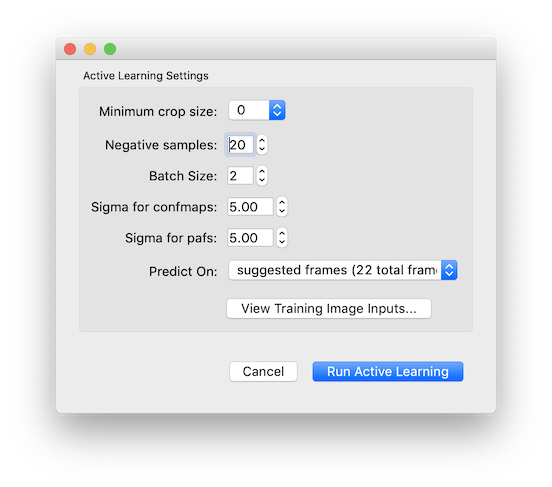 Active Learning Settings
Minimum crop size: 0
Negative samples: 20
Batch Size: 2
Sigma for confmaps: 5.00
Sigma for pafs: 5.00
Predict On: suggested frames (22 total
View Training Image Inputs...
Cancel Run Active Learning